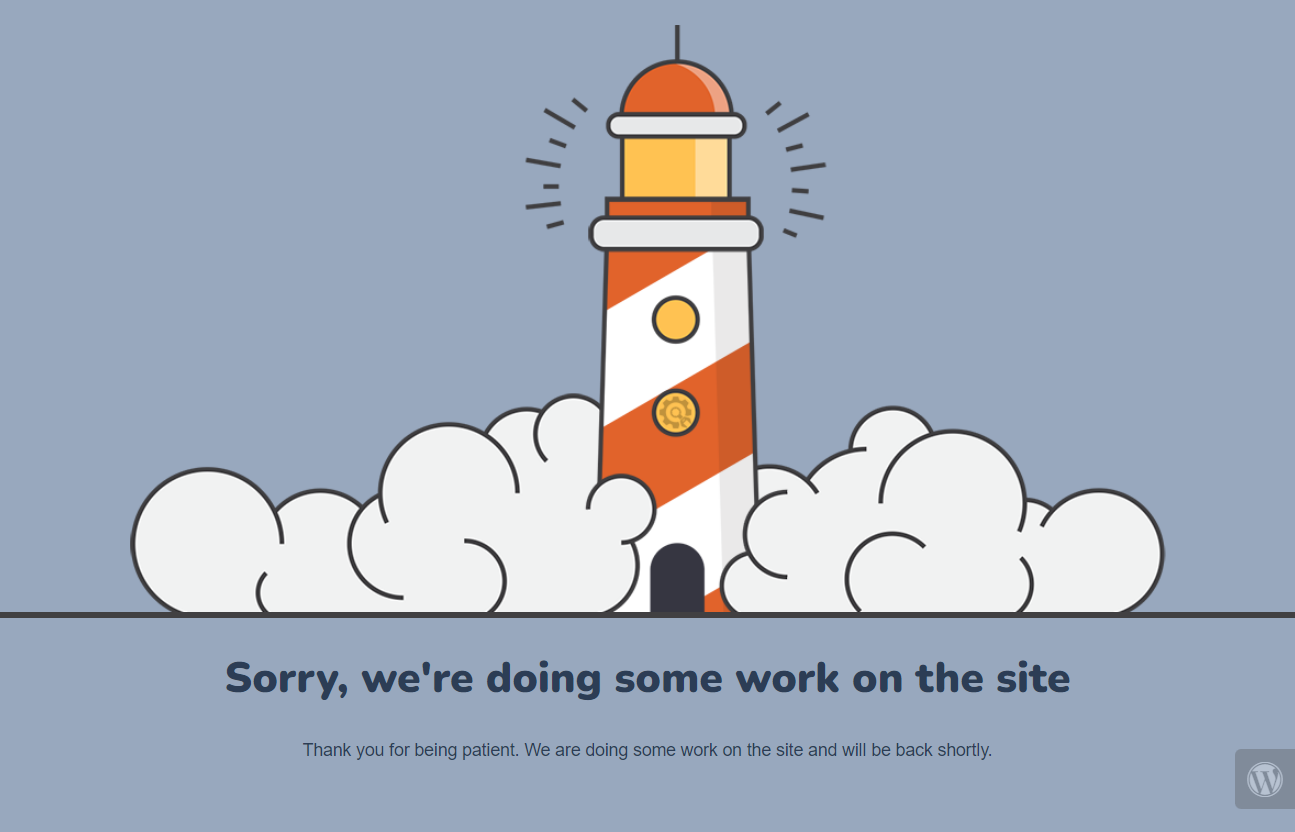 Sorry, we're doing some work on the site
Thank you for being patient. We are doing some work on the site and will be back shortly.
W